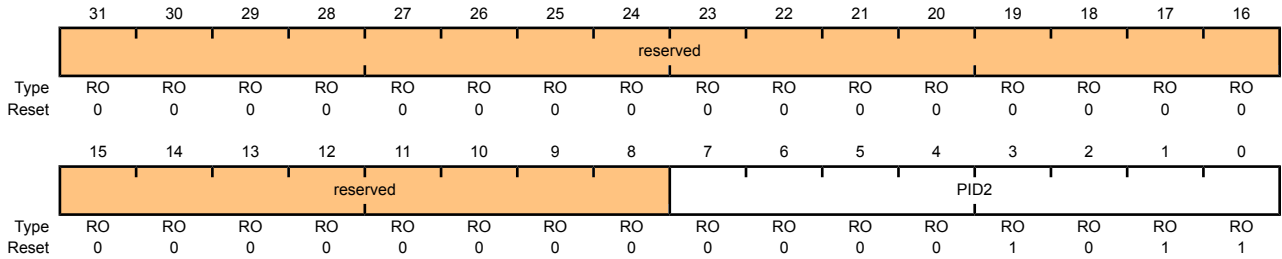 31 30 29 28 27 26 25 24 23 22 21 20 19 18 17 16
reserved
Type RO RO RO RO RO RO RO RO RO RO RO RO RO RO RO RO
Reset 0 0 0 0 0 0 0 0 0 0 0 0 0 0 0 0
15 14 13 12 11 10 9 8 7 6 5 4 3 2 1 0
reserved PID2
Type RO RO RO RO RO RO RO RO RO RO RO RO RO RO RO RO
Reset 0 0 0 0 0 0 0 0 0 0 0 0 1 0 1 1